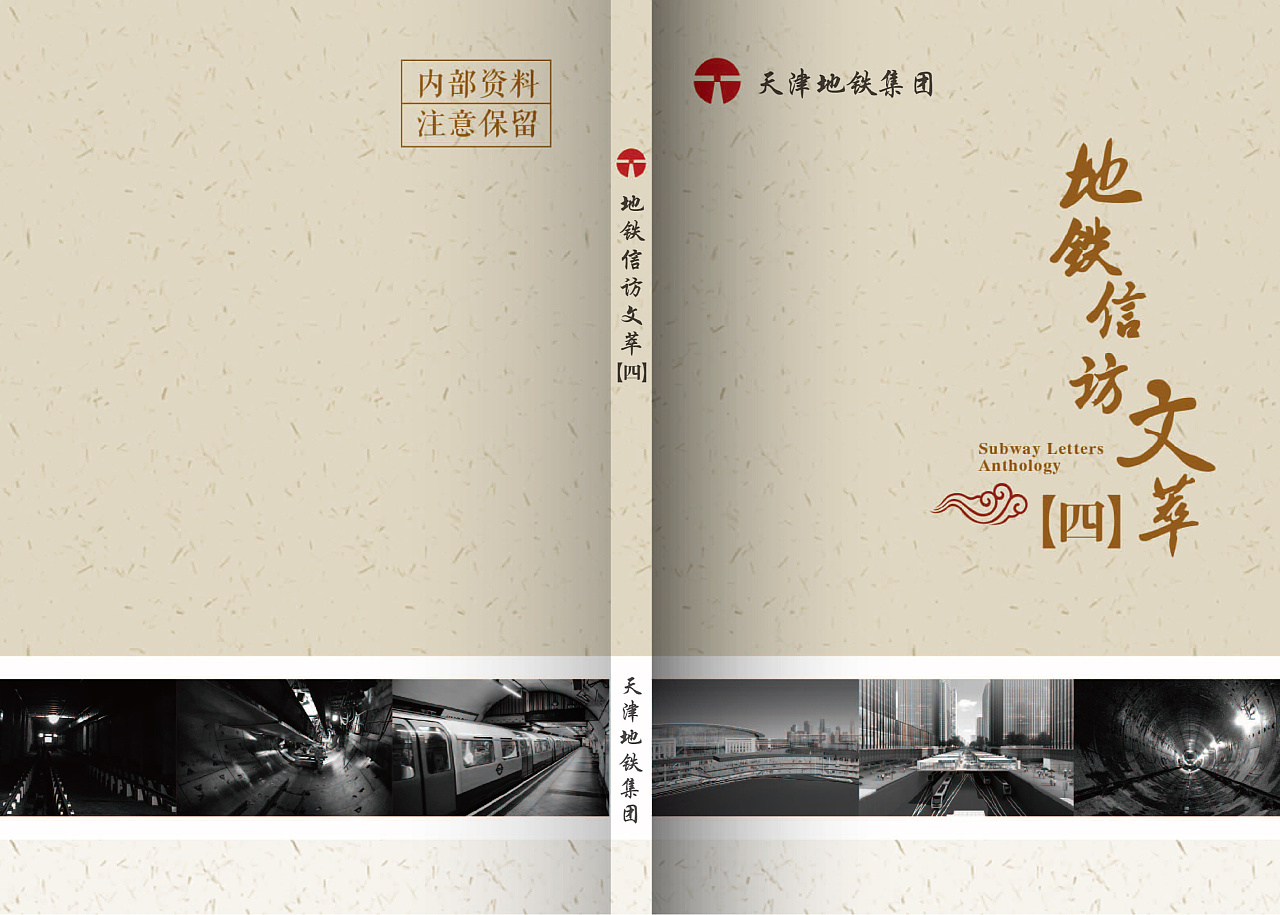 内部资料
注意保留
地铁信访文萃【四】
天津地铁集团
天津地铁集团
地铁信访
文萃
Subway Letters
Anthology
【四】